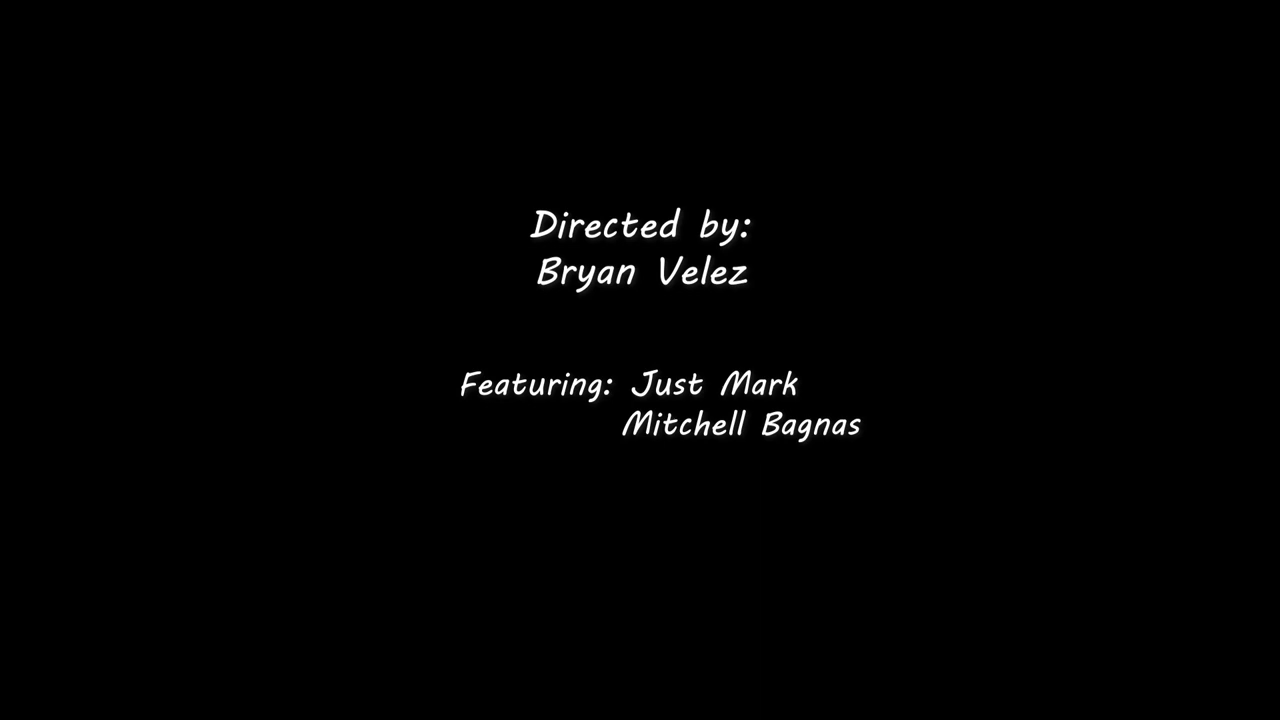 Directed by:
Bryan Velez
Featuring: Just Mark
Mitchell Bagnas